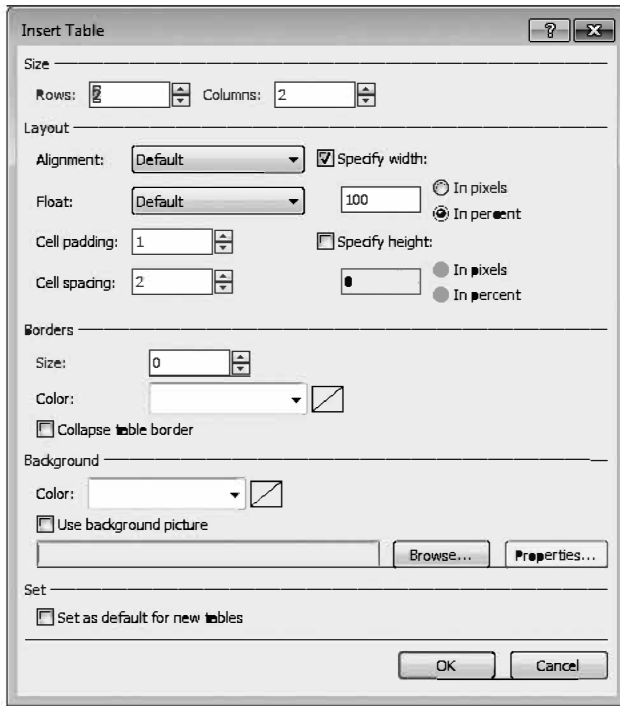 Insert Table
Size
Rows: 2 Columns: 2
Layout
Alignment: Default Specify width:
100 In pixels
Float: Default In percent
Cell padding: 1 Specify height:
Cell spacing: 2 0 In pixels
In percent
Borders
Size: 0
Color:
Collapse table border
Background
Color:
Use background picture
Browse... Properties...
Set
Set as default for new tables
OK Cancel